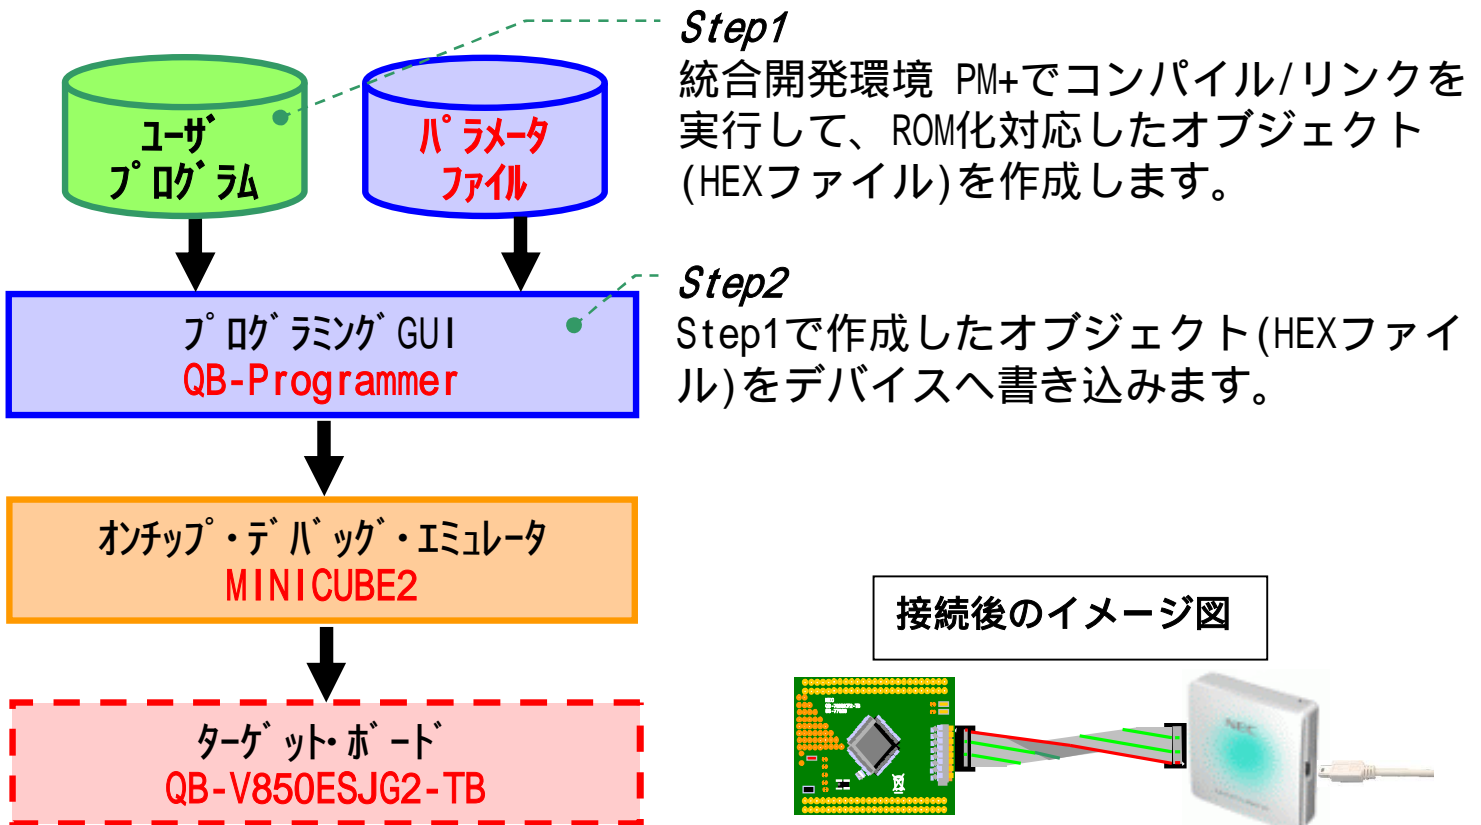 Step1
統合開発環境 PM+でコンパイル/リンクを
実行して、ROM化対応したオブジェクト
(HEXファイル)を作成します。
ﾕｰｻﾞ
ﾌﾟﾛｸﾞﾗﾑ
ﾊﾟﾗﾒｰﾀ
ﾌｧｲﾙ
Step2
Step1で作成したオブジェクト(HEXファイ
ル)をデバイスへ書き込みます。
ﾌﾟﾛｸﾞﾗﾐﾝｸﾞGUI
QB-Programmer
ｵﾝﾁｯﾌﾟ・ﾃﾞﾊﾞｯｸﾞ・ｴﾐｭﾚｰﾀ
MINICUBE2
ﾀｰｹﾞｯﾄ・ﾎﾞｰﾄﾞ
QB-V850ESJG2-TB
接続後のイメージ図
NEC